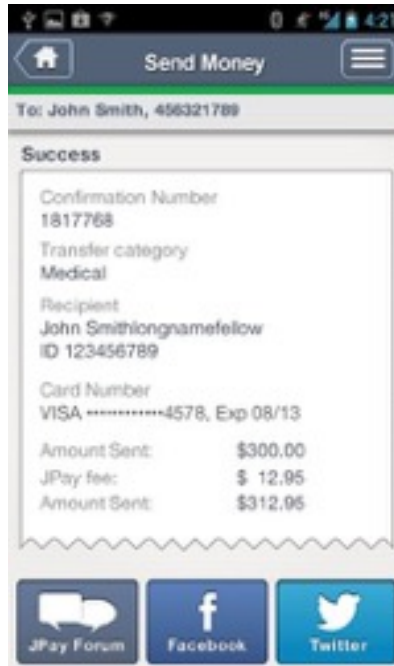 4:21
Send Money
To: John Smith, 456321789
Success
Confirmation Number
1817768
Transfer category
Medical
Recipient
John Smithlongnamefellow
ID 123456789
Card Number
VISA ••••••••••••4578, Exp 08/13
Amount Sent: $300.00
JPay fee: $ 12.95
Amount Sent: $312.95
JPay Forum
Facebook
Twitter